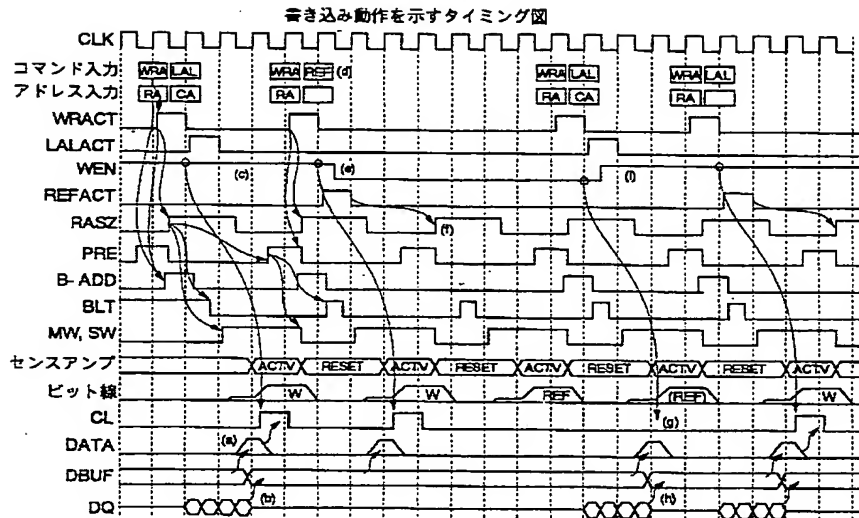 書き込み動作を示すタイミング図
CLK
コマンド入力 WRA LAL WRA REF (d) WRA LAL WRA LAL
アドレス入力 RA CA RA RA CA RA
WRACT
LALACT
WEN (c) (e) (i)
REFACT
RASZ (f)
PRE
B-ADD
BLT
MW, SW
センスアンプ ACTV RESET ACTV RESET ACTV RESET ACTV RESET ACTV
ビット線 W W REF (REF) W
CL (g)
DATA (a)
DBUF
DQ (b) (h)